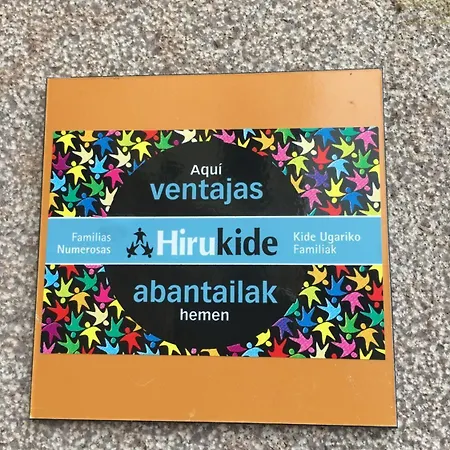 Aquí
ventajas
Familias
Numerosas
Hirukide
Kide Ugariko
Familiak
abantailak
hemen